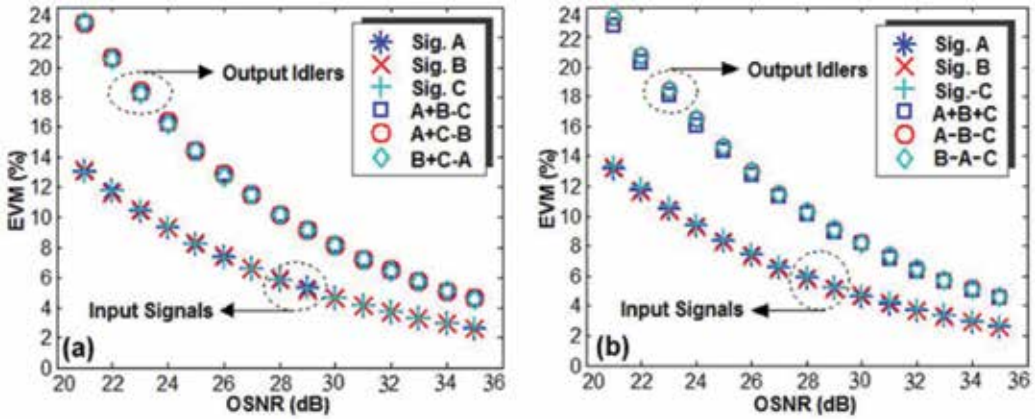 24
22
20
18
16
14
12
10
8
6
4
2
0
EVM (%)
Output Idlers
Input Signals
Sig. A
Sig. B
Sig. C
A+B-C
A+C-B
B+C-A
(a)
20 22 24 26 28 30 32 34 36
OSNR (dB)
24
22
20
18
16
14
12
10
8
6
4
2
0
EVM (%)
Output Idlers
Input Signals
Sig. A
Sig. B
Sig.-C
A+B+C
A-B-C
B-A-C
(b)
20 22 24 26 28 30 32 34 36
OSNR (dB)